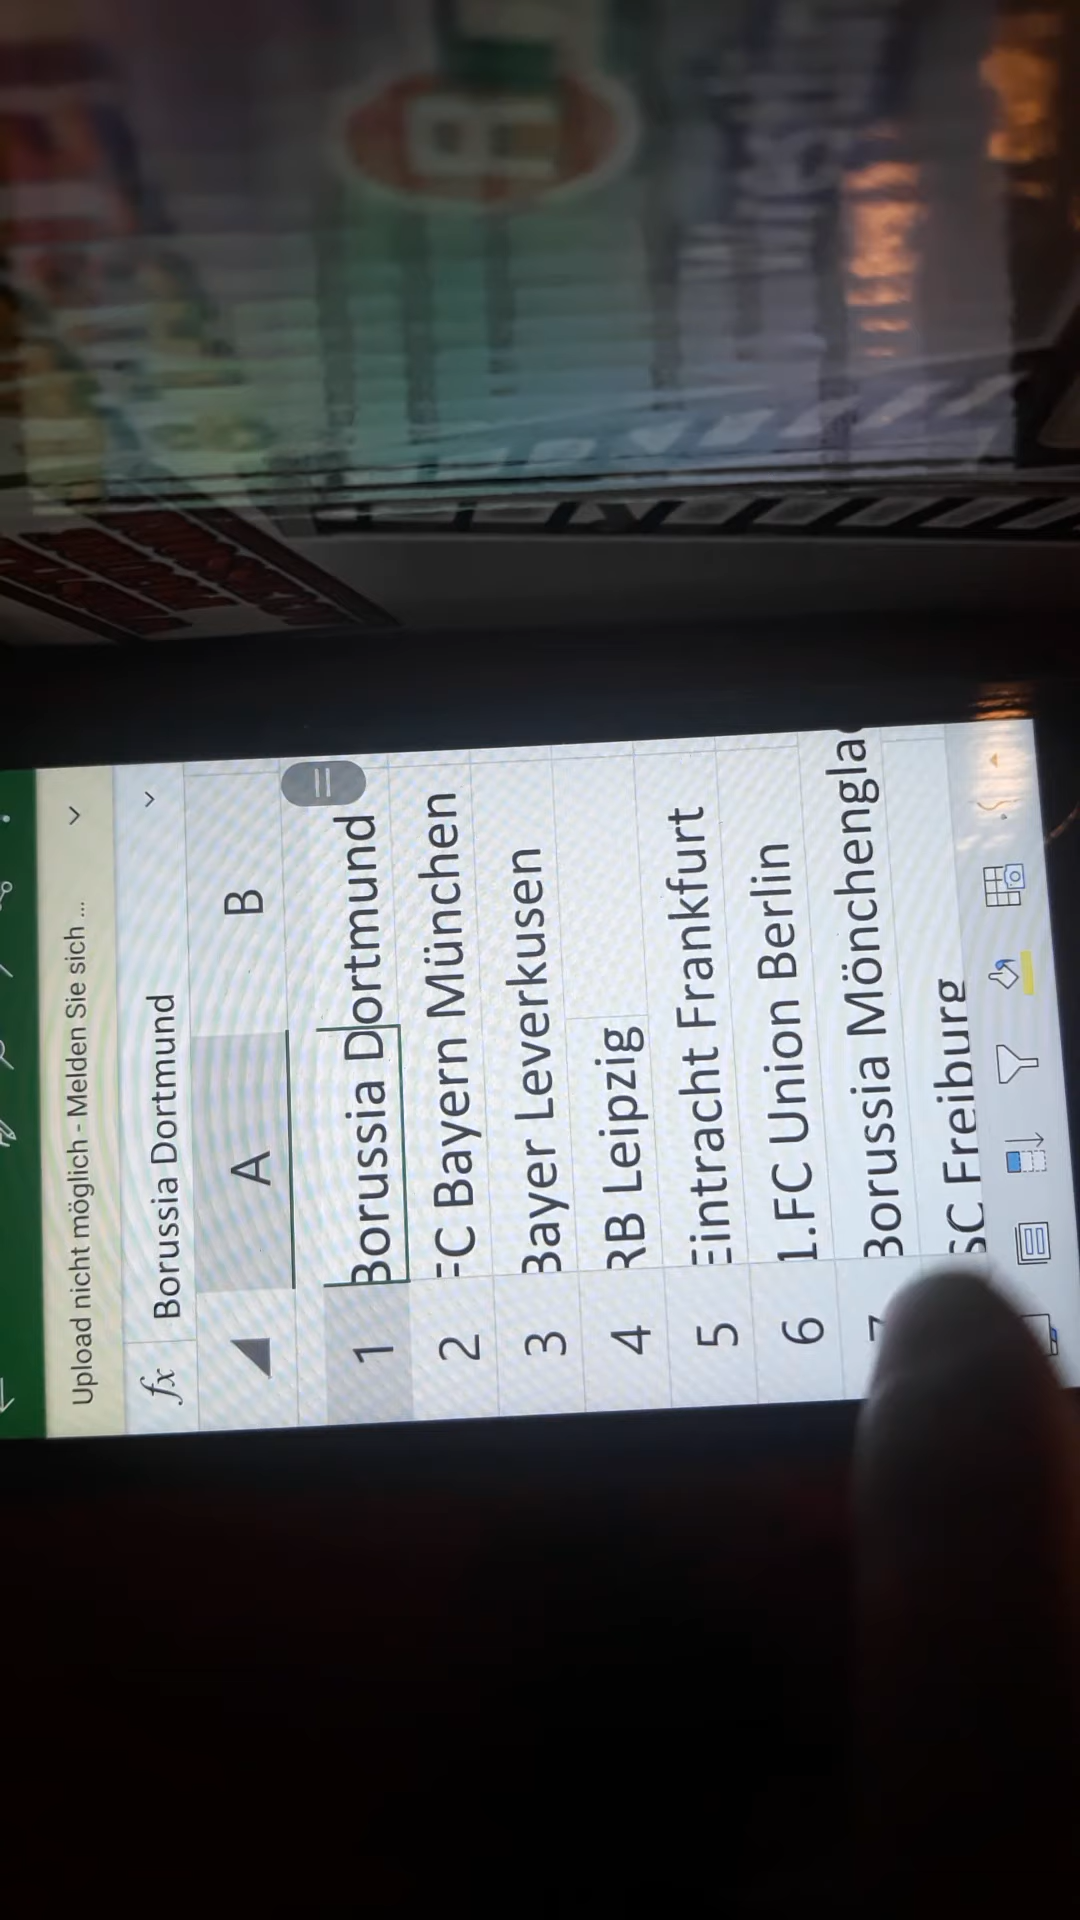 Upload nicht möglich - Melden Sie sich ...
fx Borussia Dortmund
A B
1 Borussia Dortmund
2 FC Bayern München
3 Bayer Leverkusen
4 RB Leipzig
5 Eintracht Frankfurt
6 1.FC Union Berlin
7 Borussia Mönchengla
SC Freiburg